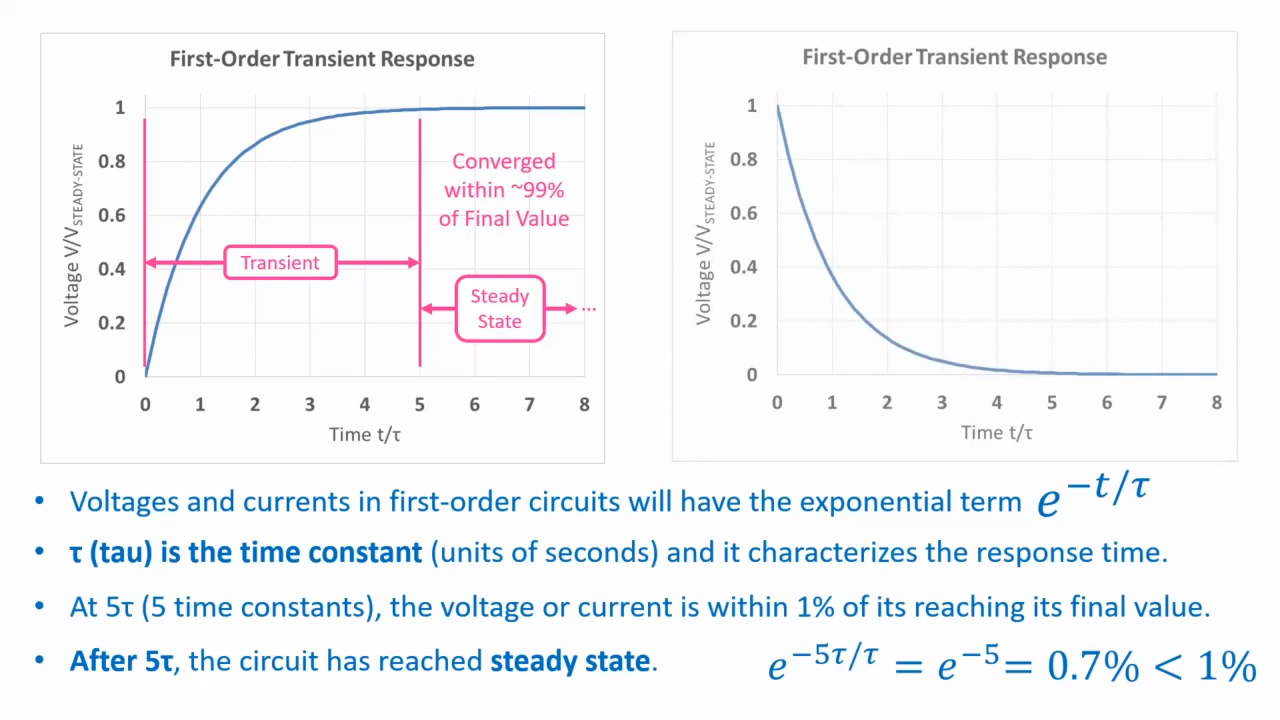 First-Order Transient Response
Voltage V/V_STEADY-STATE
1
0.8
0.6
0.4
0.2
0
0 1 2 3 4 5 6 7 8
Time t/τ
Transient
Converged
within ~99%
of Final Value
Steady
State
...
First-Order Transient Response
Voltage V/V_STEADY-STATE
1
0.8
0.6
0.4
0.2
0
0 1 2 3 4 5 6 7 8
Time t/τ
• Voltages and currents in first-order circuits will have the exponential term e^{-t/τ}
• τ (tau) is the time constant (units of seconds) and it characterizes the response time.
• At 5τ (5 time constants), the voltage or current is within 1% of its reaching its final value.
• After 5τ, the circuit has reached steady state.
e^{-5τ/τ} = e^{-5} = 0.7% < 1%